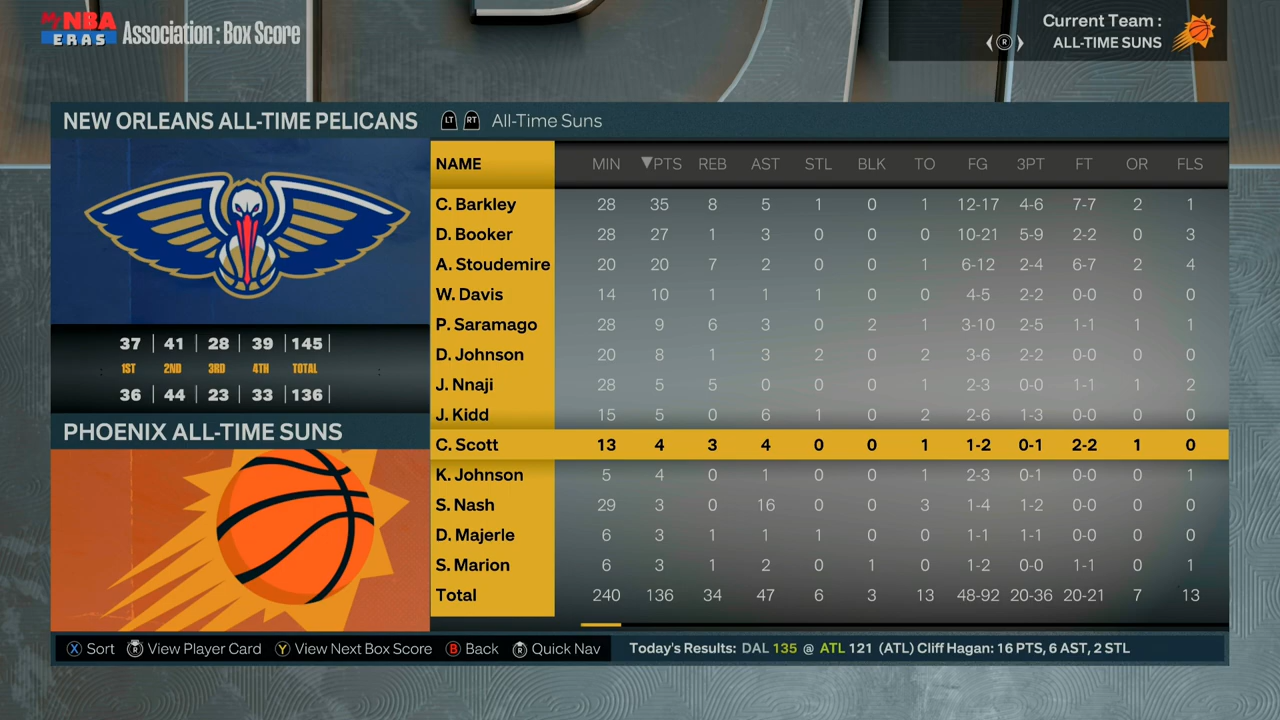 My NBA
ERAS
Association : Box Score
Current Team :
R
ALL-TIME SUNS
NEW ORLEANS ALL-TIME PELICANS
LT RT All-Time Suns
NAME MIN ▼PTS REB AST STL BLK TO FG 3PT FT OR FLS
C. Barkley 28 35 8 5 1 0 1 12-17 4-6 7-7 2 1
D. Booker 28 27 1 3 0 0 0 10-21 5-9 2-2 0 3
A. Stoudemire 20 20 7 2 0 0 1 6-12 2-4 6-7 2 4
W. Davis 14 10 1 1 1 0 0 4-5 2-2 0-0 0 0
P. Saramago 28 9 6 3 0 2 1 3-10 2-5 1-1 1 1
D. Johnson 20 8 1 3 2 0 2 3-6 2-2 0-0 0 0
J. Nnaji 28 5 5 0 0 0 1 2-3 0-0 1-1 1 2
J. Kidd 15 5 0 6 1 0 2 2-6 1-3 0-0 0 0
C. Scott 13 4 3 4 0 0 1 1-2 0-1 2-2 1 0
K. Johnson 5 4 0 1 0 0 0 2-3 0-1 0-0 0 1
S. Nash 29 3 0 16 0 0 3 1-4 1-2 0-0 0 0
D. Majerle 6 3 1 1 1 0 0 1-1 1-1 0-0 0 0
S. Marion 6 3 1 2 0 1 0 1-2 0-0 1-1 0 1
Total 240 136 34 47 6 3 13 48-92 20-36 20-21 7 13
37 41 28 39 145
1ST 2ND 3RD 4TH TOTAL
36 44 23 33 136
PHOENIX ALL-TIME SUNS
X Sort R View Player Card Y View Next Box Score B Back R Quick Nav
Today's Results: DAL 135 @ ATL 121 (ATL) Cliff Hagan: 16 PTS, 6 AST, 2 STL